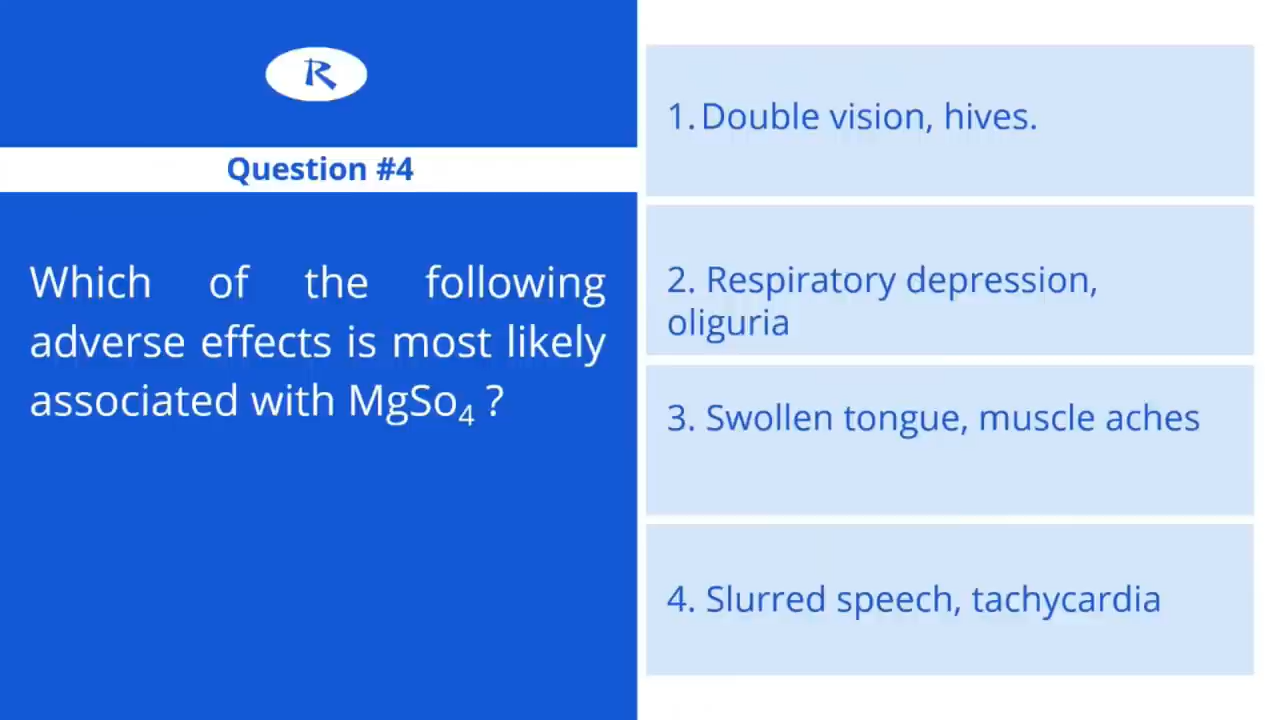 R
Question #4
Which of the following
adverse effects is most likely
associated with MgSo₄ ?
1. Double vision, hives.
2. Respiratory depression,
oliguria
3. Swollen tongue, muscle aches
4. Slurred speech, tachycardia